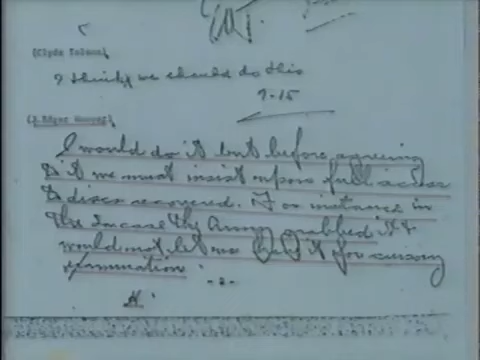 (Clyde Tolson)
I think we should do this
7-15
(J. Edgar Hoover)
I would do it but before agreeing
to it we must insist upon full access
to discs recovered. For instance in
the case the Army grabbed it &
would not let us have it for cursory
examination.
-2-
H.